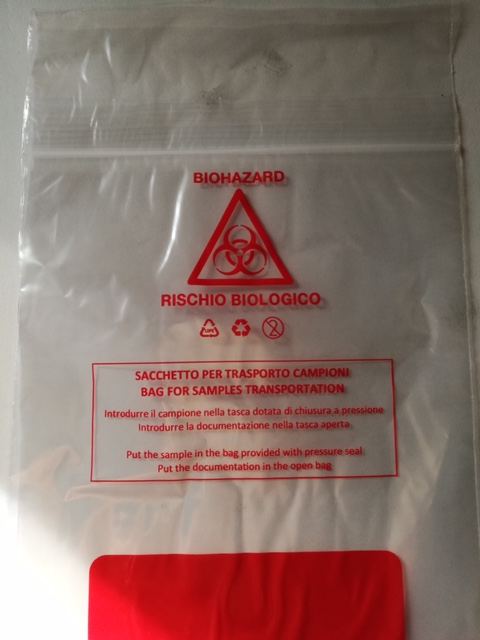 BIOHAZARD
RISCHIO BIOLOGICO
SACCHETTO PER TRASPORTO CAMPIONI
BAG FOR SAMPLES TRANSPORTATION
Introdurre il campione nella tasca dotata di chiusura a pressione
Introdurre la documentazione nella tasca aperta
Put the sample in the bag provided with pressure seal
Put the documentation in the open bag